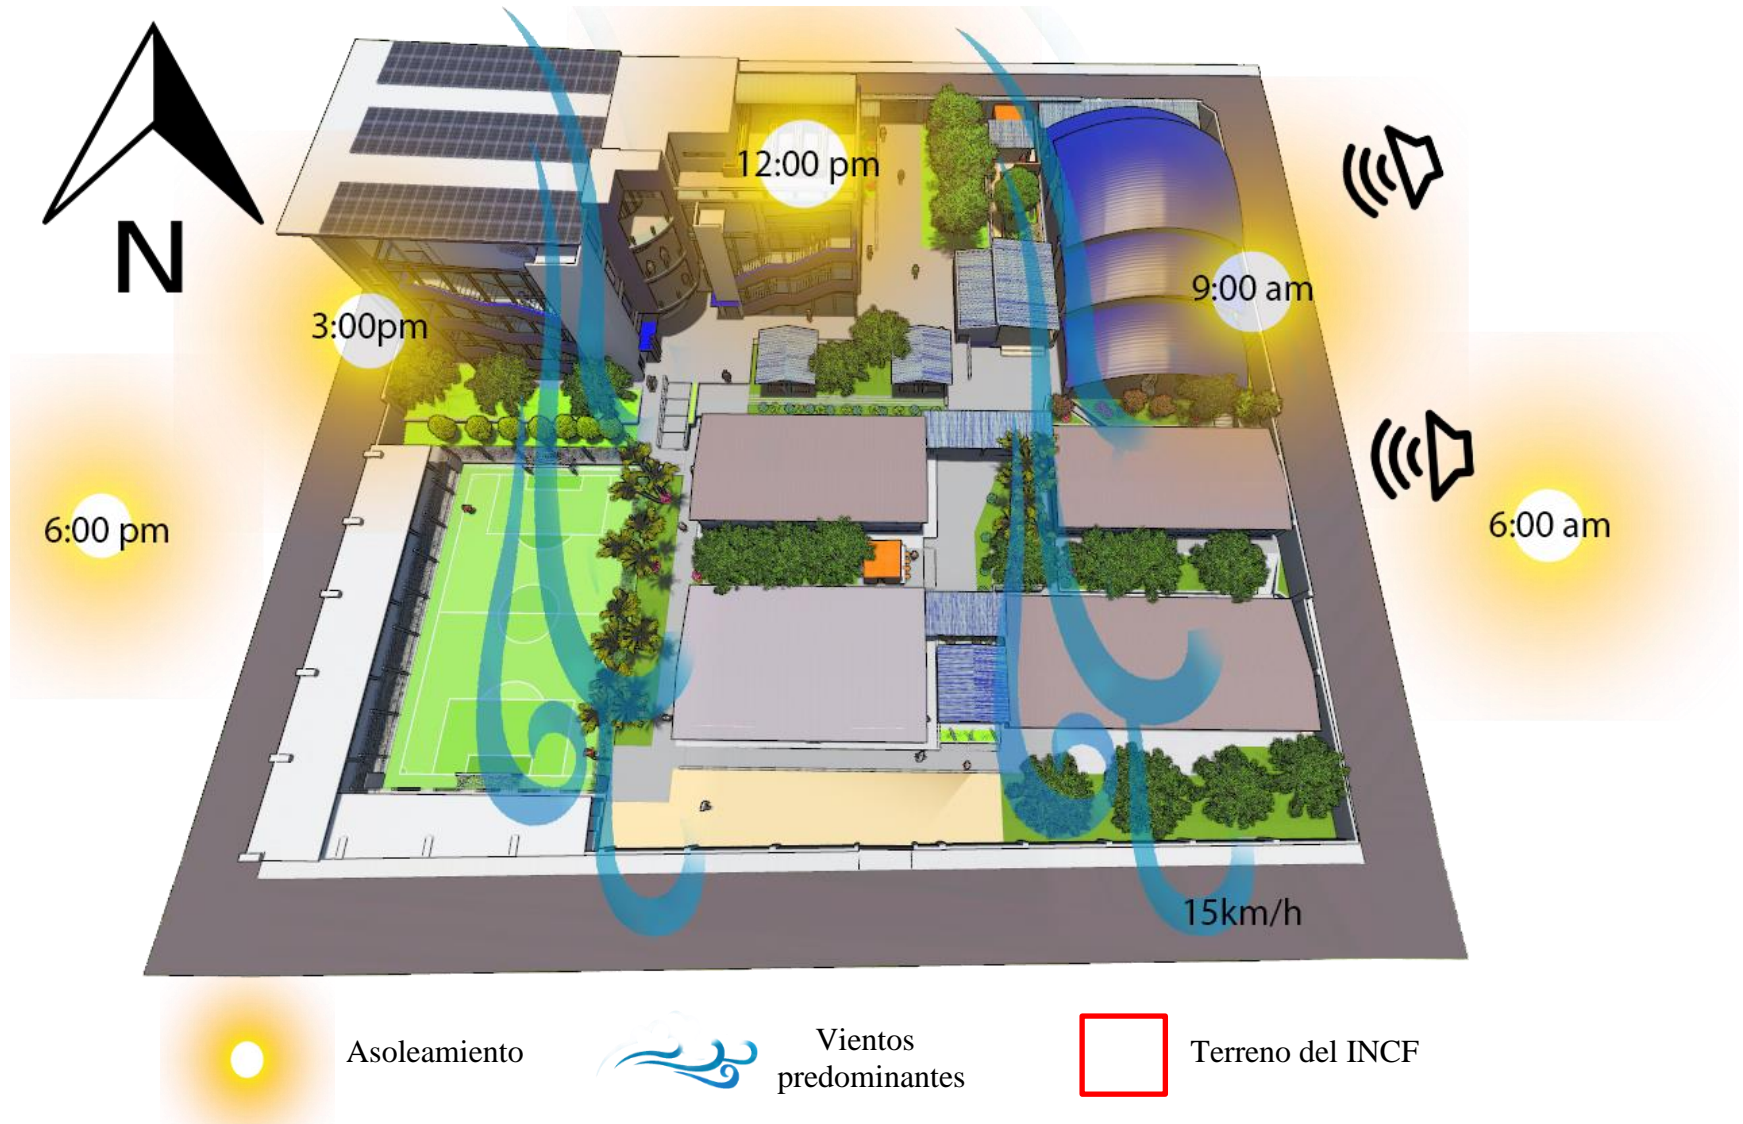 N
12:00 pm
9:00 am
3:00pm
6:00 pm
6:00 am
15km/h
Asoleamiento
Vientos
predominantes
Terreno del INCF